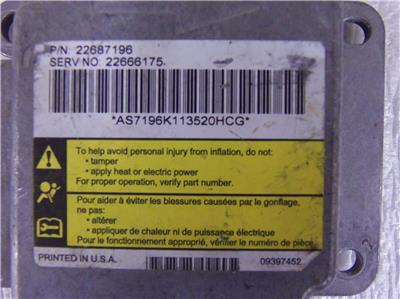 P/N: 22687196
SERV NO: 22666175
*AS7196K113520HCG*
To help avoid personal injury from inflation, do not:
• tamper
• apply heat or electric power
For proper operation, verify part number.
Pour aider à éviter les blessures causées par le gonflage,
ne pas:
• altérer
• appliquer de chaleur ni de puissance électrique
Pour le fonctionnement approprié, vérifier le numéro de pièce.
PRINTED IN U.S.A.
09397452